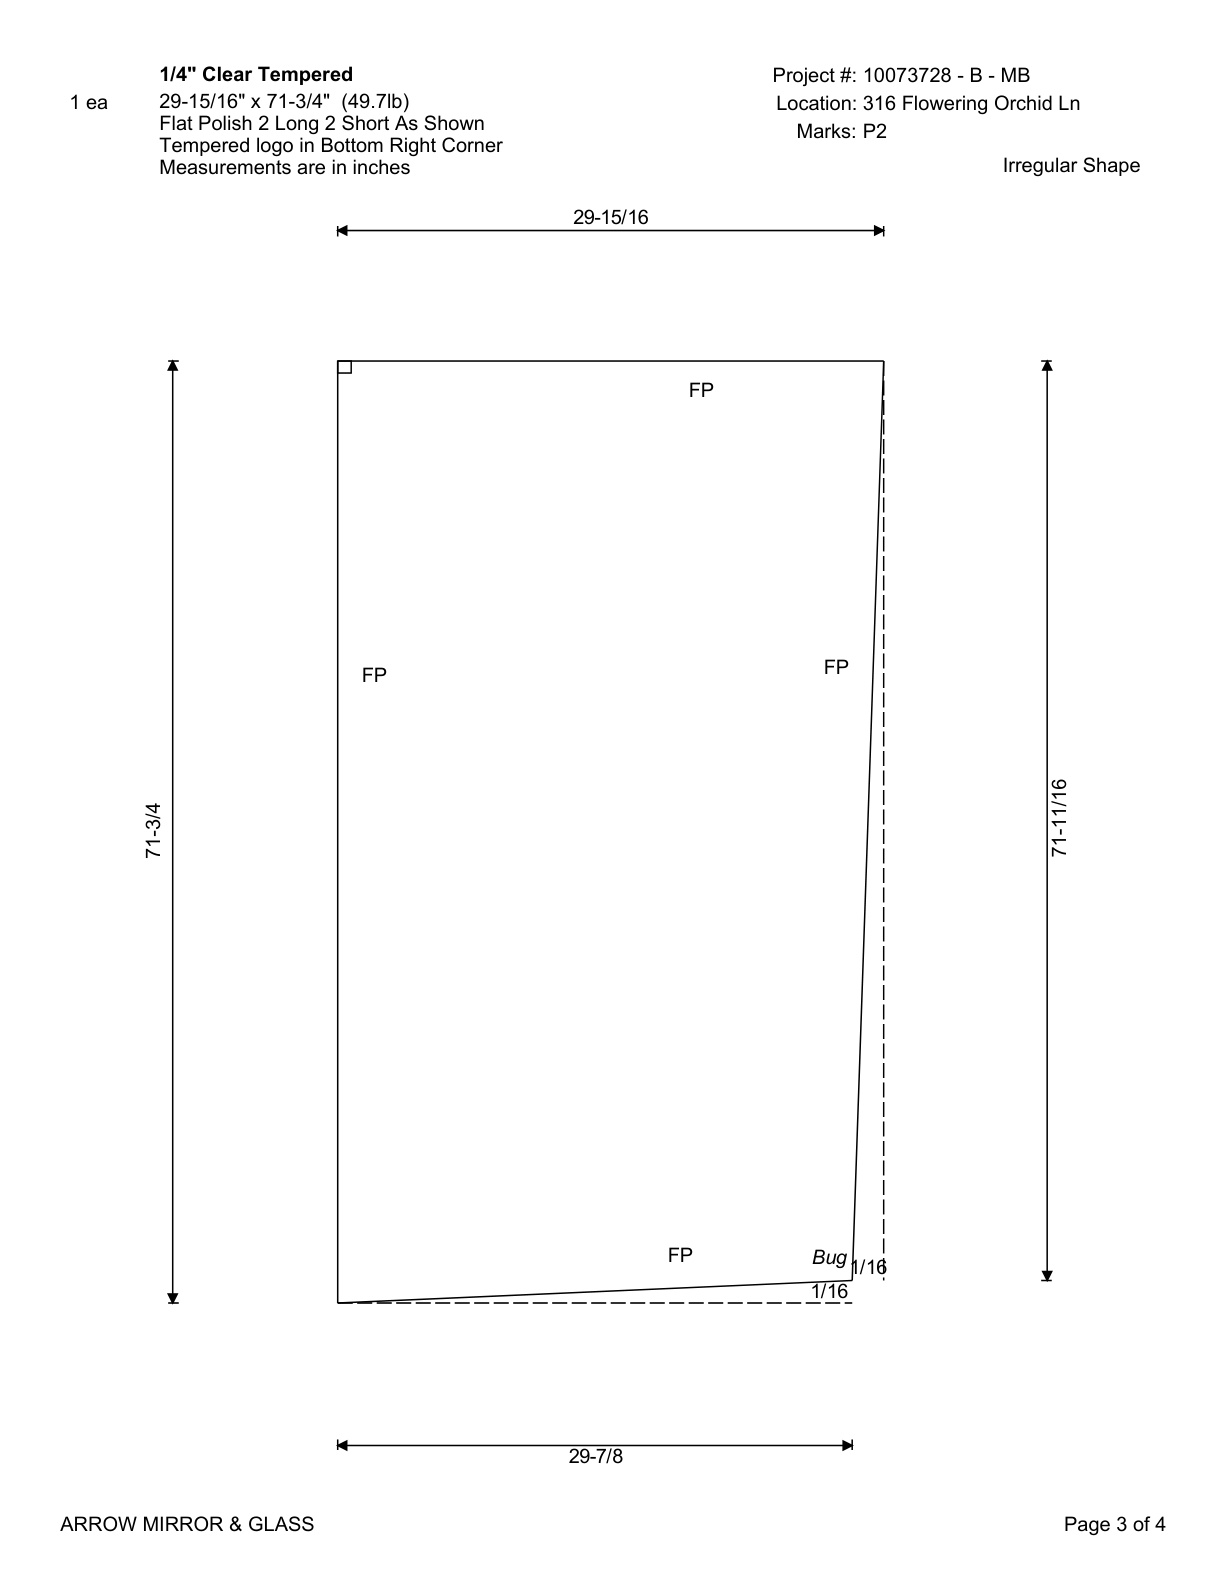 1/4" Clear Tempered
1 ea
29-15/16" x 71-3/4"  (49.7lb)
Flat Polish 2 Long 2 Short As Shown
Tempered logo in Bottom Right Corner
Measurements are in inches
Project #: 10073728 - B - MB
Location: 316 Flowering Orchid Ln
Marks: P2
Irregular Shape
29-15/16
FP
FP
FP
71-3/4
71-11/16
FP
Bug
1/16
1/16
29-7/8
ARROW MIRROR & GLASS
Page 3 of 4